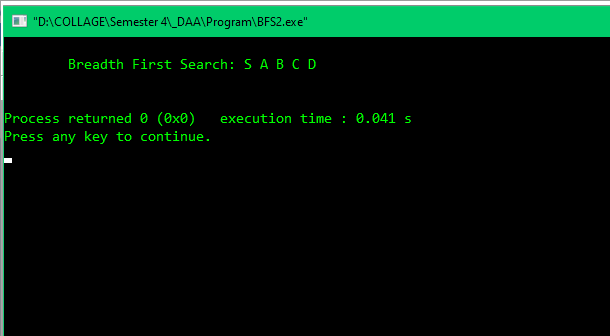 "D:\COLLAGE\Semester 4\_DAA\Program\BFS2.exe"
Breadth First Search: S A B C D
Process returned 0 (0x0)   execution time : 0.041 s
Press any key to continue.